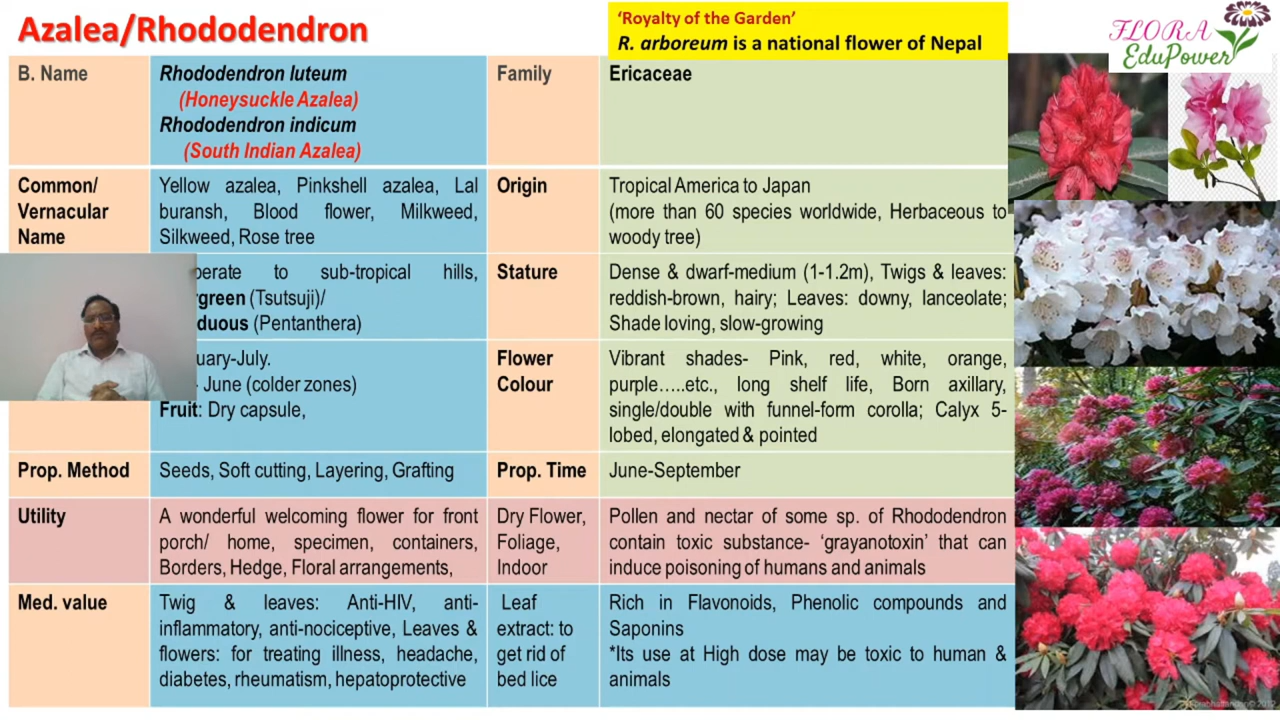 Azalea/Rhododendron
‘Royalty of the Garden’
R. arboreum is a national flower of Nepal
FLORA
EduPower
B. Name
Rhododendron luteum
(Honeysuckle Azalea)
Rhododendron indicum
(South Indian Azalea)
Family
Ericaceae
Common/
Vernacular
Name
Yellow azalea, Pinkshell azalea, Lal
buransh, Blood flower, Milkweed,
Silkweed, Rose tree
Origin
Tropical America to Japan
(more than 60 species worldwide, Herbaceous to
woody tree)
to sub-tropical hills,
(Tsutsuji)/
(Pentanthera)
Stature
Dense & dwarf-medium (1-1.2m), Twigs & leaves:
reddish-brown, hairy; Leaves: downy, lanceolate;
Shade loving, slow-growing
June (colder zones)
Fruit: Dry capsule,
Flower
Colour
Vibrant shades- Pink, red, white, orange,
purple…..etc., long shelf life, Born axillary,
single/double with funnel-form corolla; Calyx 5-
lobed, elongated & pointed
Prop. Method
Seeds, Soft cutting, Layering, Grafting
Prop. Time
June-September
Utility
A wonderful welcoming flower for front
porch/ home, specimen, containers,
Borders, Hedge, Floral arrangements,
Dry Flower,
Foliage,
Indoor
Pollen and nectar of some sp. of Rhododendron
contain toxic substance- ‘grayanotoxin’ that can
induce poisoning of humans and animals
Med. value
Twig & leaves: Anti-HIV, anti-
inflammatory, anti-nociceptive, Leaves &
flowers: for treating illness, headache,
diabetes, rheumatism, hepatoprotective
Leaf
extract: to
get rid of
bed lice
Rich in Flavonoids, Phenolic compounds and
Saponins
*Its use at High dose may be toxic to human &
animals